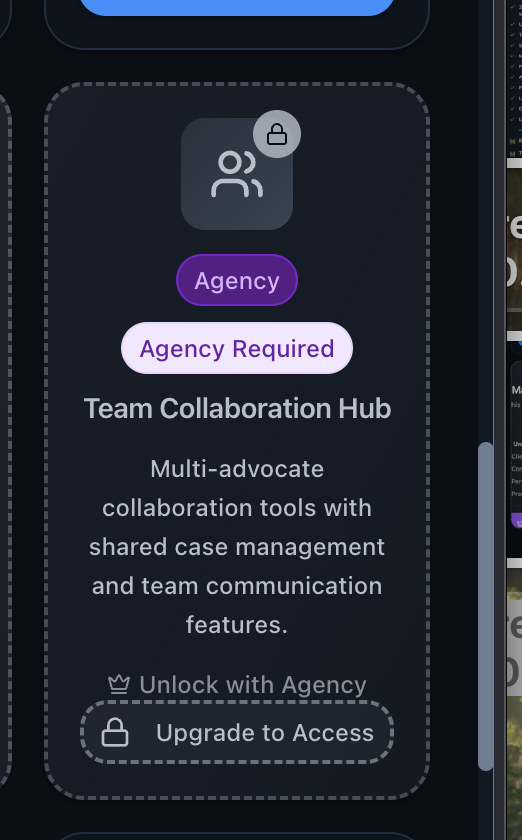 Agency
Agency Required
Team Collaboration Hub
Multi-advocate
collaboration tools with
shared case management
and team communication
features.
Unlock with Agency
Upgrade to Access